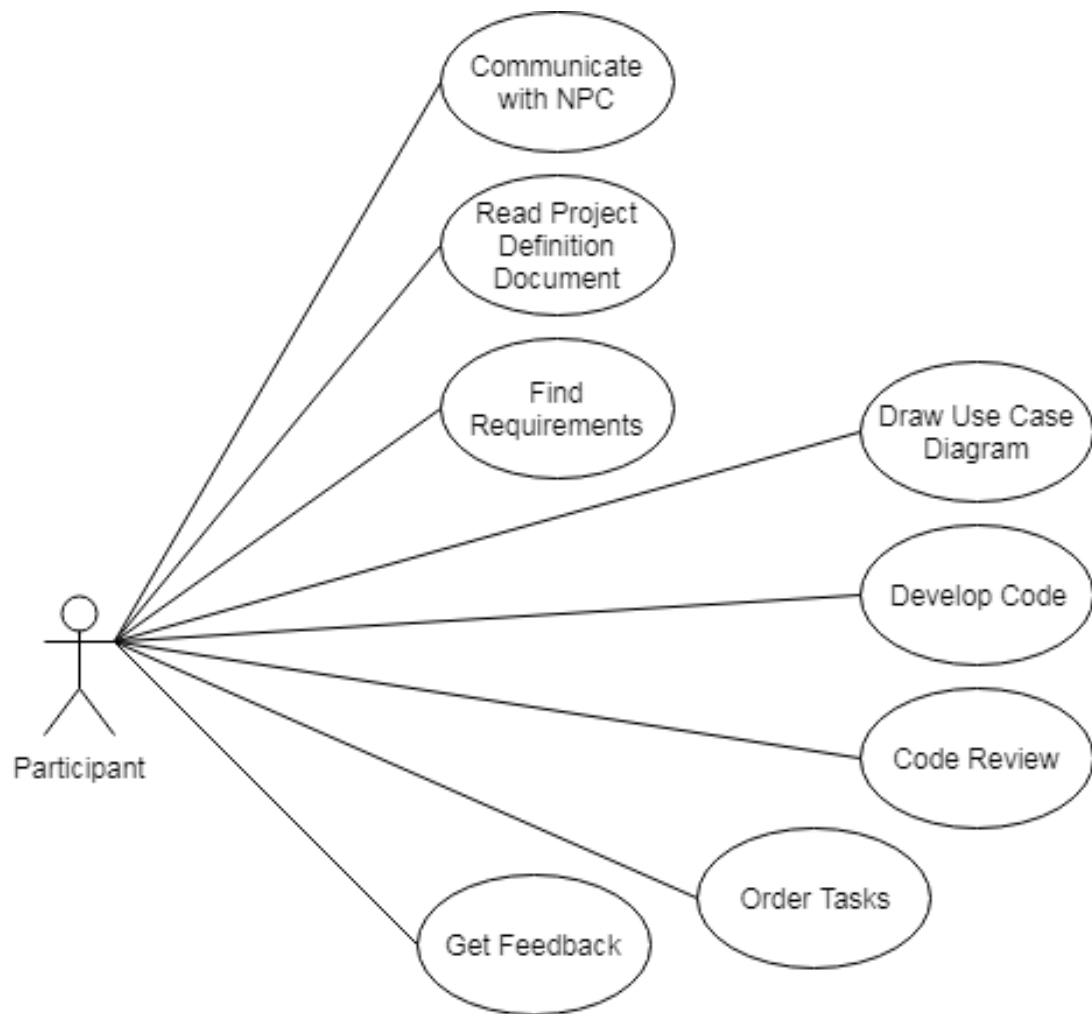 Communicate
with NPC
Read Project
Definition
Document
Find
Requirements
Draw Use Case
Diagram
Develop Code
Code Review
Participant
Order Tasks
Get Feedback